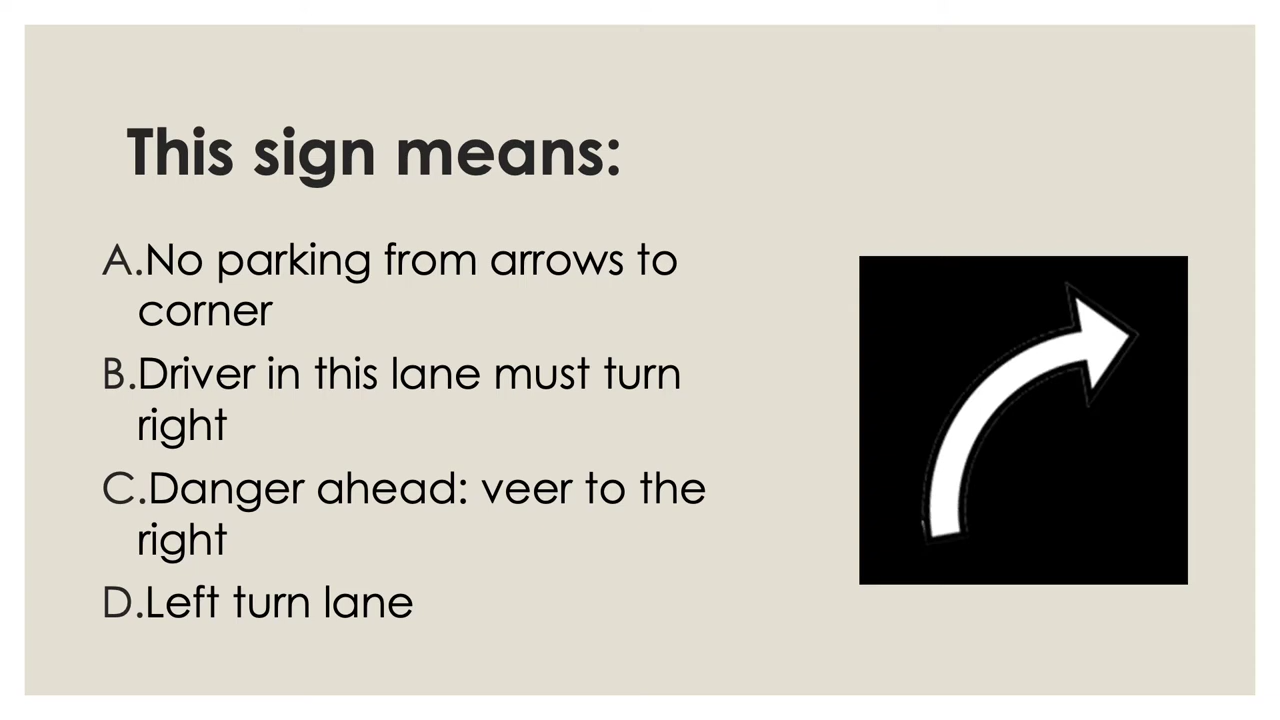 This sign means:
A.No parking from arrows to
corner
B.Driver in this lane must turn
right
C.Danger ahead: veer to the
right
D.Left turn lane